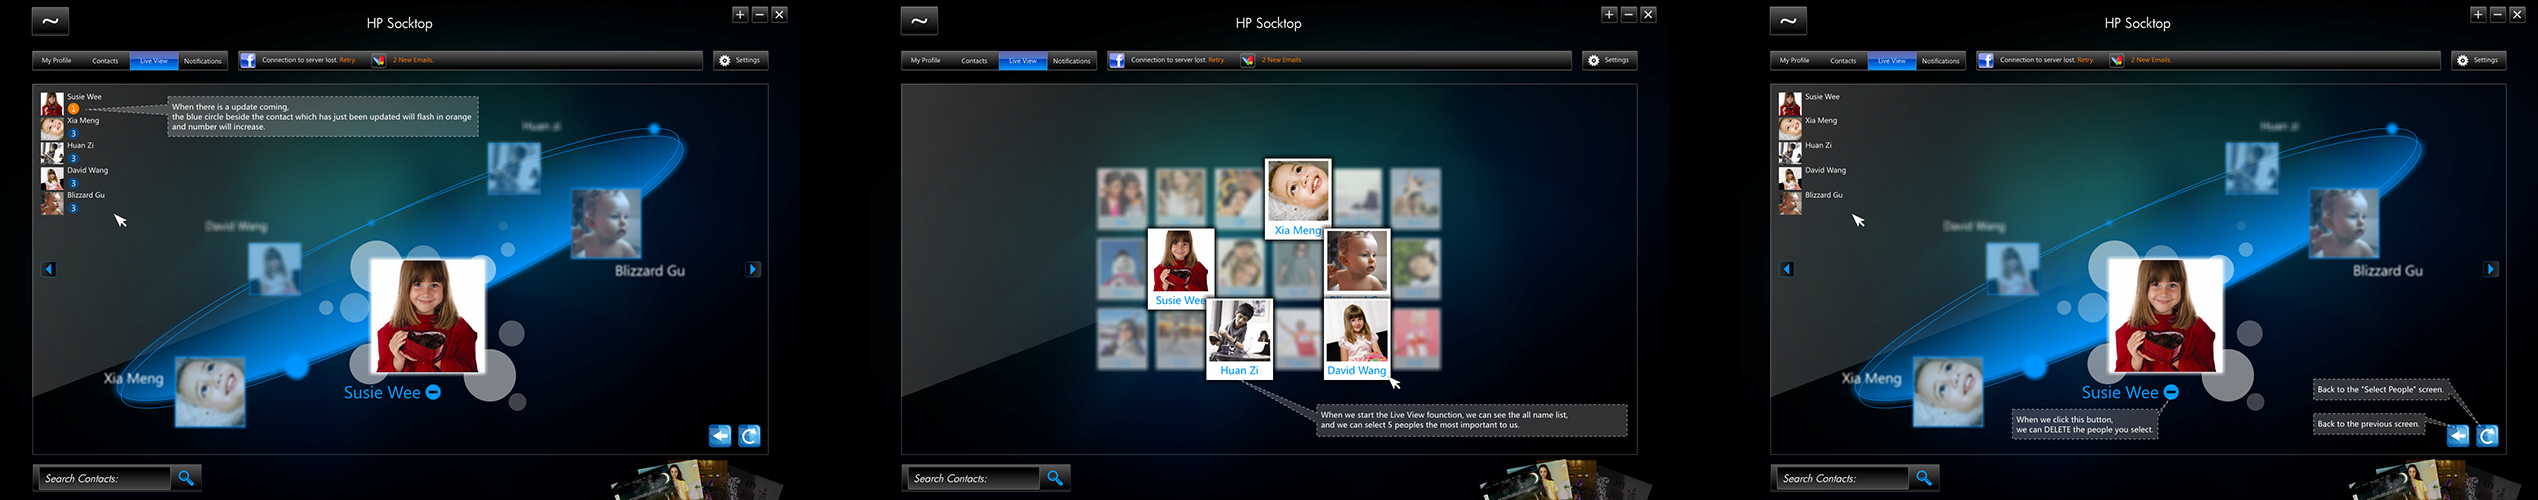 HP Socktop
My Profile
Contacts
Live View
Notifications
Connection to server lost. Retry.
2 New Emails.
Settings
Susie Wee
1
Xia Meng
3
Huan Zi
3
David Wang
3
Blizzard Gu
3
When there is a update coming,
the blue circle beside the contact which has just been updated will flash in orange
and number will increase.
Huan zi
David Wang
Blizzard Gu
Xia Meng
Susie Wee
Search Contacts:
HP Socktop
My Profile
Contacts
Live View
Notifications
Connection to server lost. Retry.
2 New Emails.
Settings
Xia Meng
Susie Wee
Huan Zi
David Wang
When we start the Live View founction, we can see the all name list,
and we can select 5 peoples the most important to us.
Search Contacts:
HP Socktop
My Profile
Contacts
Live View
Notifications
Connection to server lost. Retry.
2 New Emails.
Settings
Susie Wee
Xia Meng
Huan Zi
David Wang
Blizzard Gu
Huan zi
David Wang
Blizzard Gu
Xia Meng
Susie Wee
When we click this button,
we can DELETE the people you select.
Back to the "Select People" screen.
Back to the previous screen.
Search Contacts: